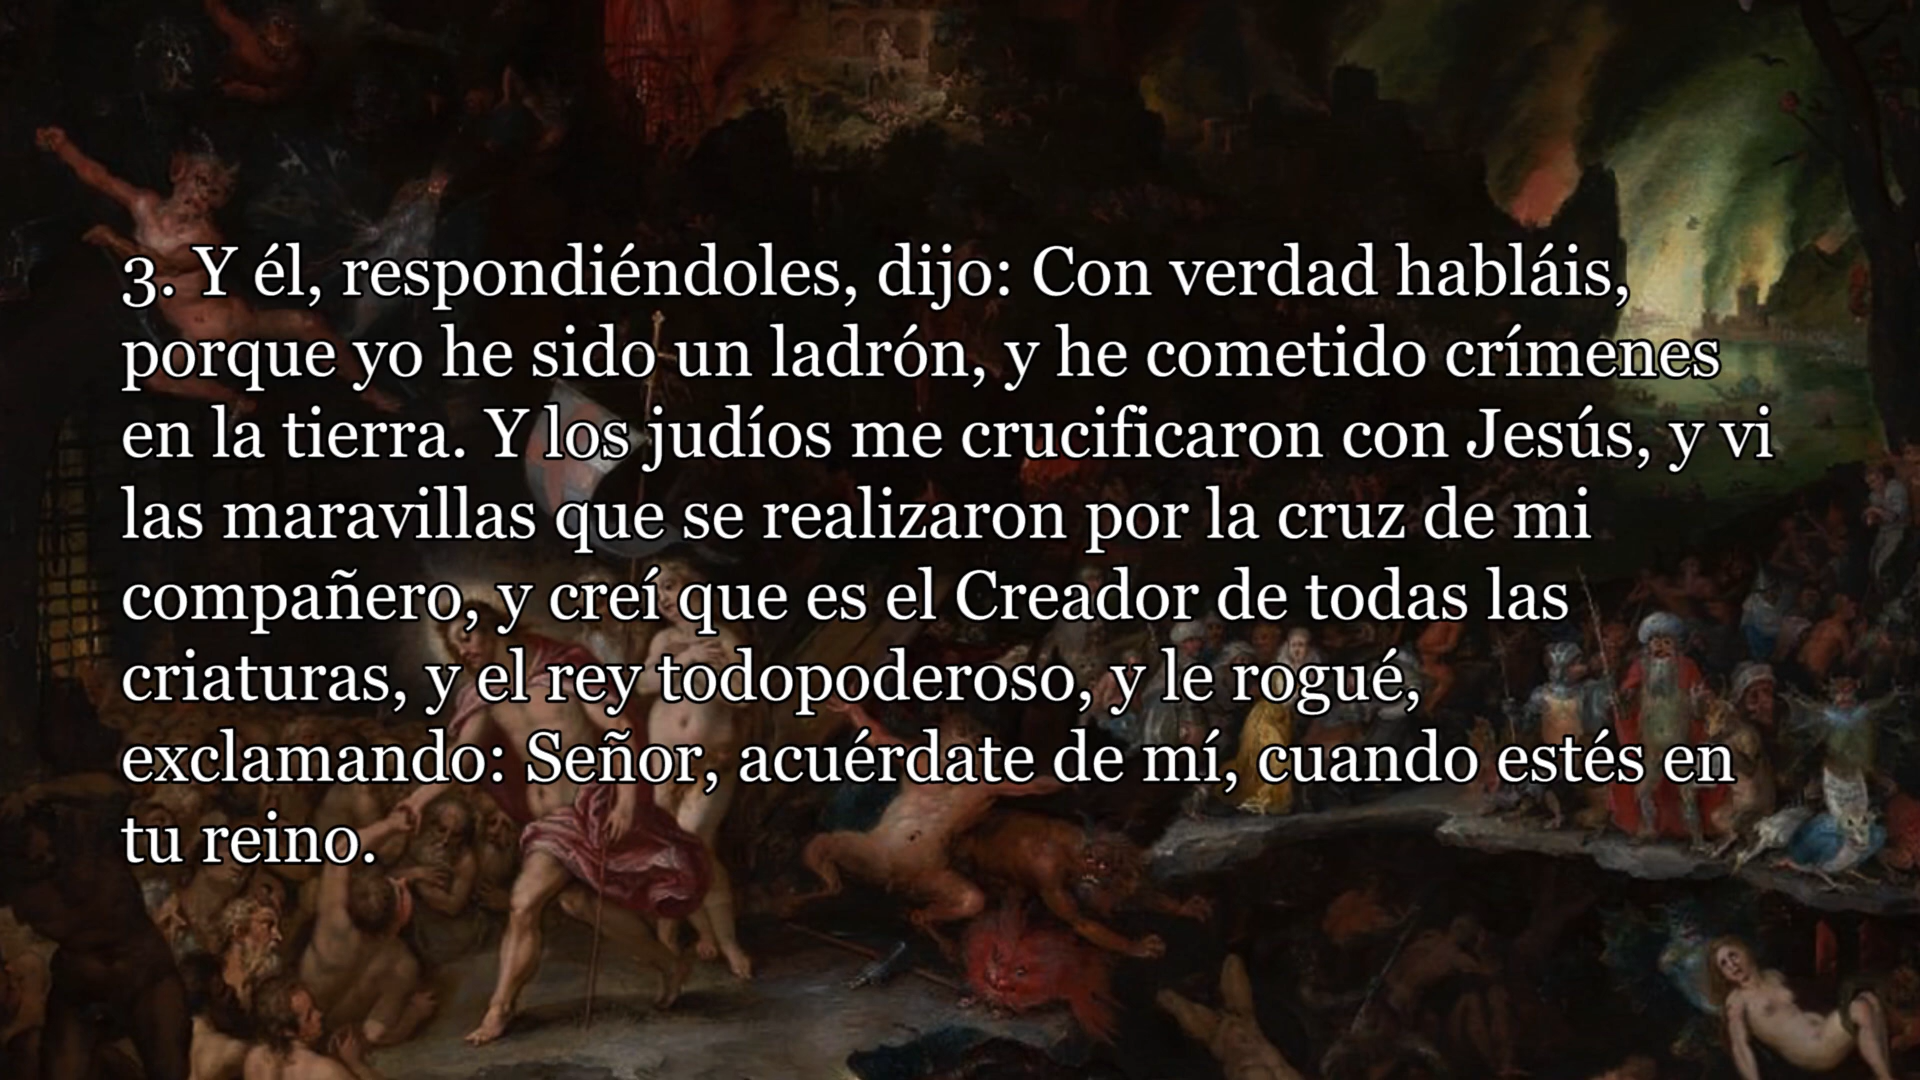 3. Y él, respondiéndoles, dijo: Con verdad habláis,
porque yo he sido un ladrón, y he cometido crímenes
en la tierra. Y los judíos me crucificaron con Jesús, y vi
las maravillas que se realizaron por la cruz de mi
compañero, y creí que es el Creador de todas las
criaturas, y el rey todopoderoso, y le rogué,
exclamando: Señor, acuérdate de mí, cuando estés en
tu reino.